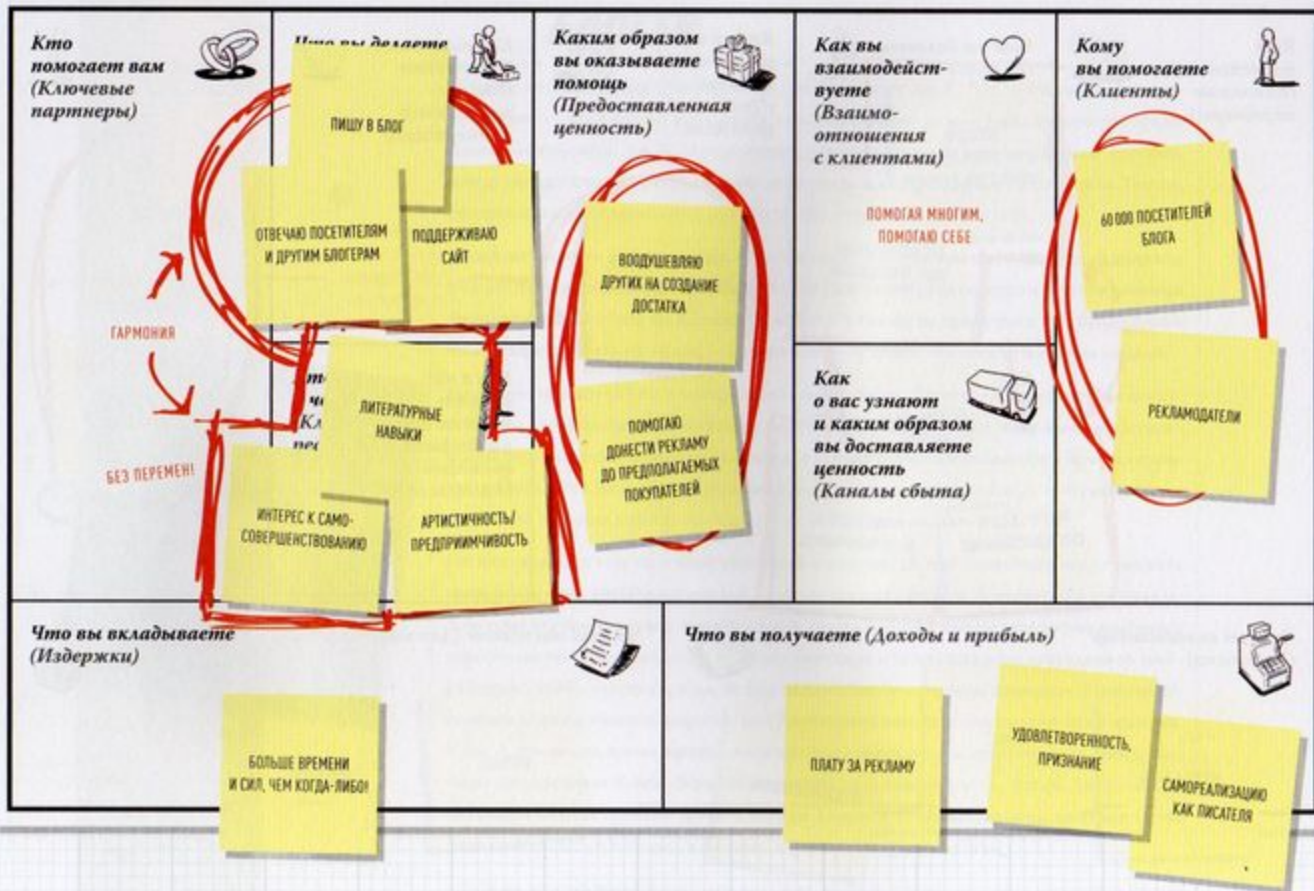 Кто
помогает вам
(Ключевые
партнеры)
Что вы делаете
ПИШУ В БЛОГ
ОТВЕЧАЮ ПОСЕТИТЕЛЯМ
И ДРУГИМ БЛОГЕРАМ
ПОДДЕРЖИВАЮ
САЙТ
ГАРМОНИЯ
БЕЗ ПЕРЕМЕН!
ЛИТЕРАТУРНЫЕ
НАВЫКИ
ИНТЕРЕС К САМО-
СОВЕРШЕНСТВОВАНИЮ
АРТИСТИЧНОСТЬ/
ПРЕДПРИИМЧИВОСТЬ
Каким образом
вы оказываете
помощь
(Предоставленная
ценность)
ВООДУШЕВЛЯЮ
ДРУГИХ НА СОЗДАНИЕ
ДОСТАТКА
ПОМОГАЮ
ДОНЕСТИ РЕКЛАМУ
ДО ПРЕДПОЛАГАЕМЫХ
ПОКУПАТЕЛЕЙ
Как вы
взаимодейст-
вуете
(Взаимо-
отношения
с клиентами)
ПОМОГАЯ МНОГИМ,
ПОМОГАЮ СЕБЕ
Как
о вас узнают
и каким образом
вы доставляете
ценность
(Каналы сбыта)
Кому
вы помогаете
(Клиенты)
60 000 ПОСЕТИТЕЛЕЙ
БЛОГА
РЕКЛАМОДАТЕЛИ
Что вы вкладываете
(Издержки)
БОЛЬШЕ ВРЕМЕНИ
И СИЛ, ЧЕМ КОГДА-ЛИБО!
Что вы получаете (Доходы и прибыль)
ПЛАТУ ЗА РЕКЛАМУ
УДОВЛЕТВОРЕННОСТЬ,
ПРИЗНАНИЕ
САМОРЕАЛИЗАЦИЮ
КАК ПИСАТЕЛЯ